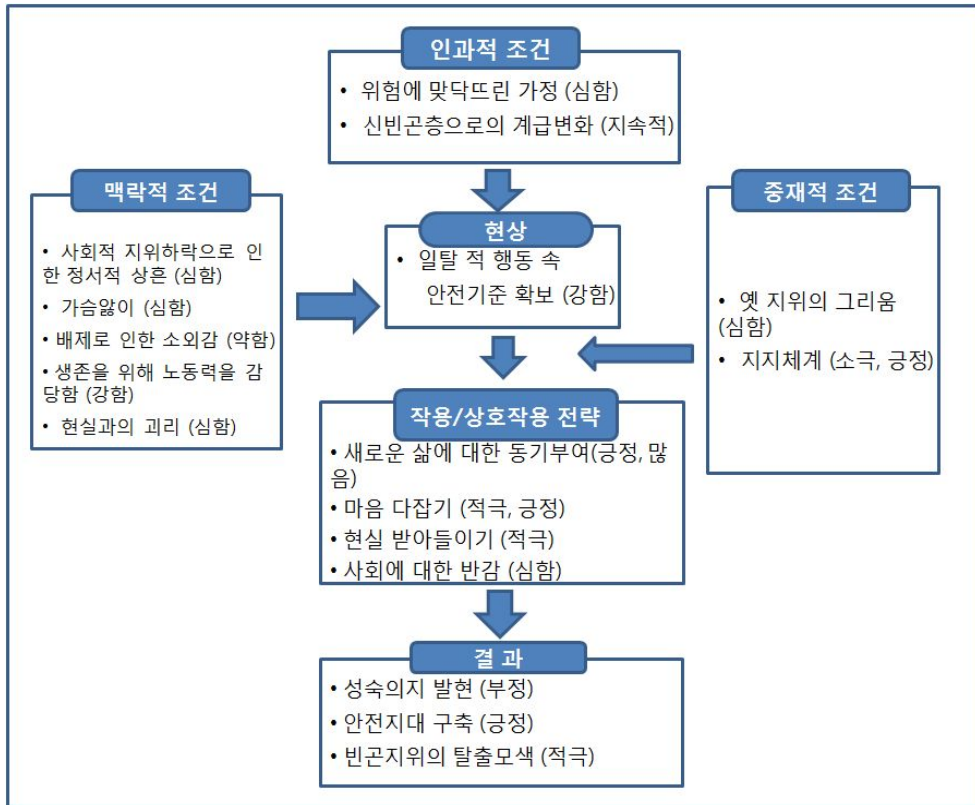 인과적 조건
• 위험에 맞닥뜨린 가정 (심함)
• 신빈곤층으로의 계급변화 (지속적)
맥락적 조건
• 사회적 지위하락으로 인
한 정서적 상흔 (심함)
• 가슴앓이 (심함)
• 배제로 인한 소외감 (약함)
• 생존을 위해 노동력을 감
당함 (강함)
• 현실과의 괴리 (심함)
현상
• 일탈 적 행동 속
안전기준 확보 (강함)
중재적 조건
• 옛 지위의 그리움
(심함)
• 지지체계 (소극, 긍정)
작용/상호작용 전략
• 새로운 삶에 대한 동기부여(긍정, 많
음)
• 마음 다잡기 (적극, 긍정)
• 현실 받아들이기 (적극)
• 사회에 대한 반감 (심함)
결 과
• 성숙의지 발현 (부정)
• 안전지대 구축 (긍정)
• 빈곤지위의 탈출모색 (적극)